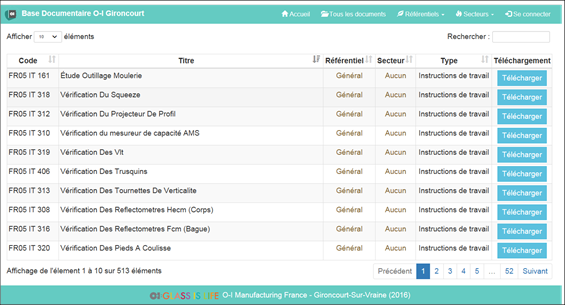 Base Documentaire O-I Gironcourt Accueil Tous les documents Référentiels Secteurs Se connecter
Afficher 10 éléments Rechercher :
Code Titre Référentiel Secteur Type Téléchargement
FR05 IT 161 Étude Outillage Moulerie Général Aucun Instructions de travail Télécharger
FR05 IT 318 Vérification Du Squeeze Général Aucun Instructions de travail Télécharger
FR05 IT 312 Vérification Du Projecteur De Profil Général Aucun Instructions de travail Télécharger
FR05 IT 310 Vérification du mesureur de capacité AMS Général Aucun Instructions de travail Télécharger
FR05 IT 319 Vérification Des Vlt Général Aucun Instructions de travail Télécharger
FR05 IT 406 Vérification Des Trusquins Général Aucun Instructions de travail Télécharger
FR05 IT 313 Vérification Des Tournettes De Verticalite Général Aucun Instructions de travail Télécharger
FR05 IT 308 Vérification Des Reflectometres Hecm (Corps) Général Aucun Instructions de travail Télécharger
FR05 IT 316 Vérification Des Reflectometres Fcm (Bague) Général Aucun Instructions de travail Télécharger
FR05 IT 320 Vérification Des Pieds A Coulisse Général Aucun Instructions de travail Télécharger
Affichage de l'élement 1 à 10 sur 513 éléments Précédent 1 2 3 4 5 … 52 Suivant
GLASS IS LIFE O-I Manufacturing France - Gironcourt-Sur-Vraine (2016)